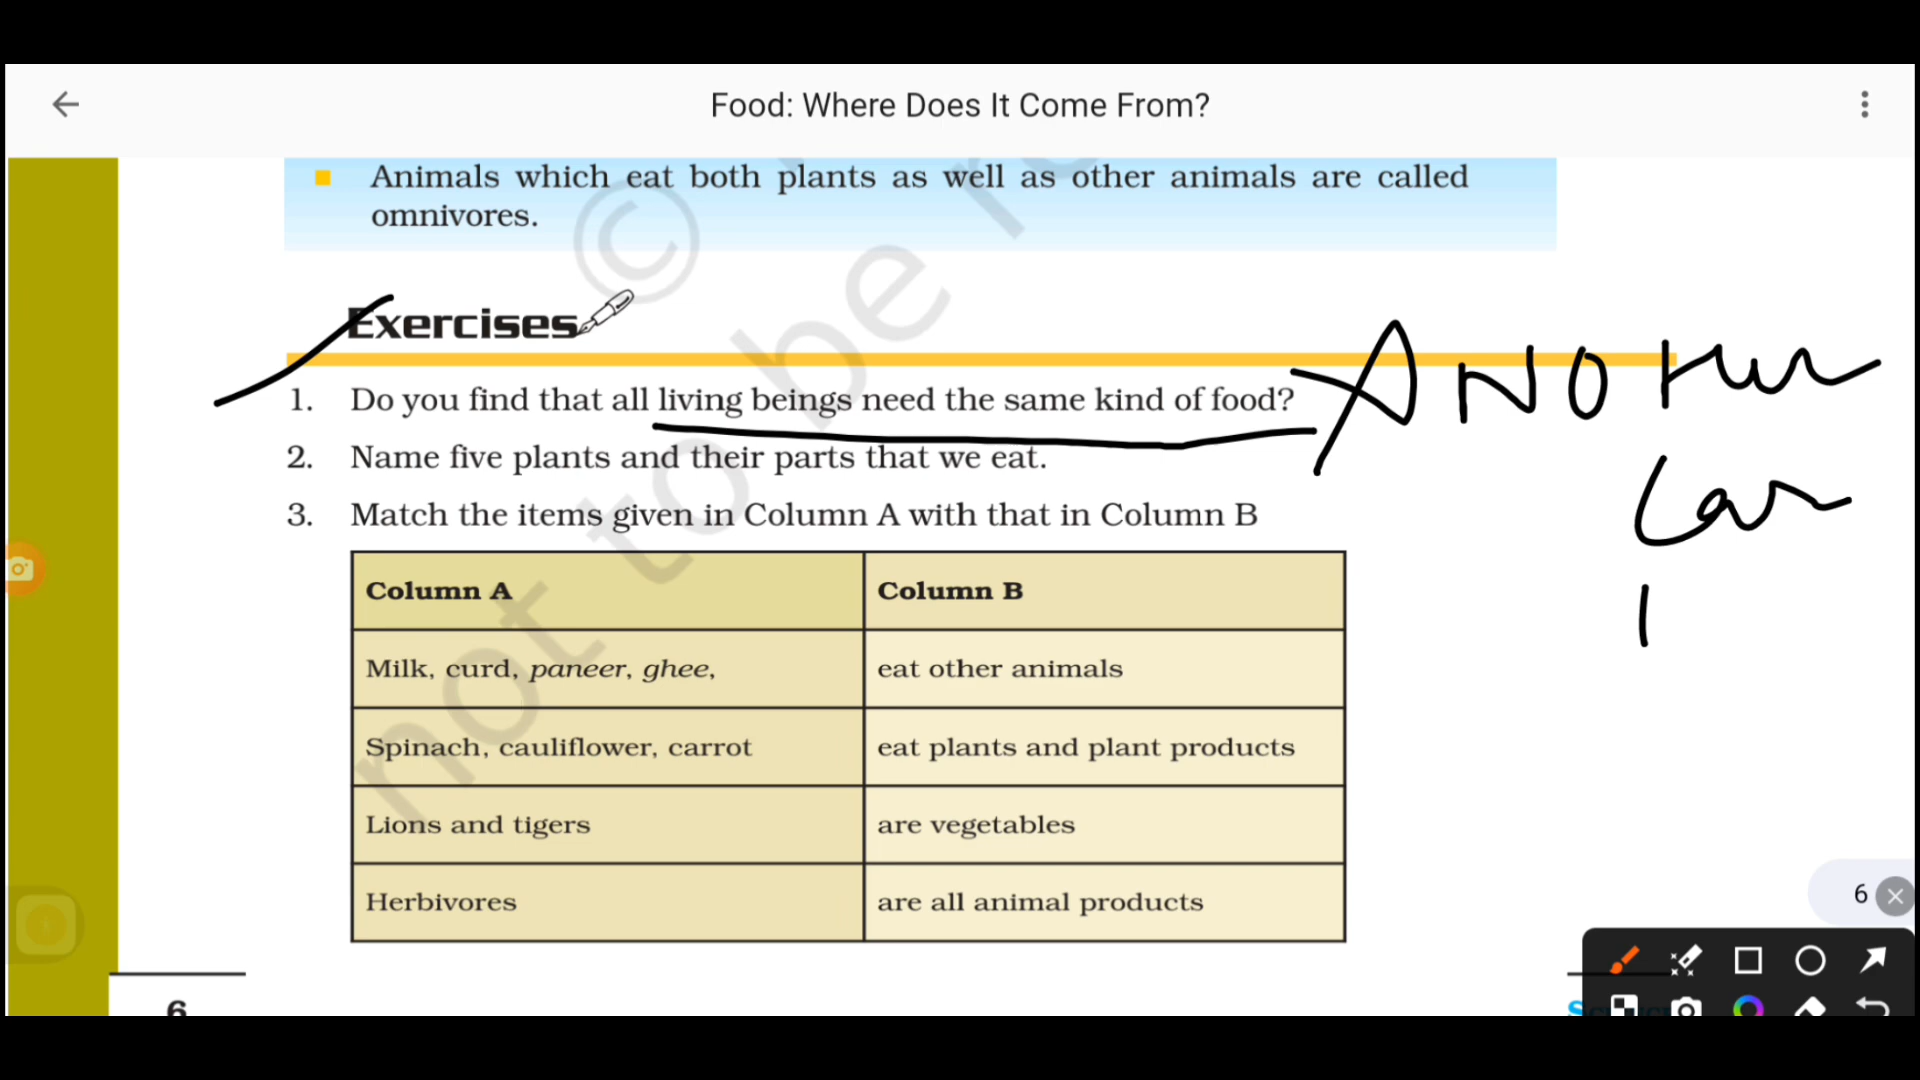 Food: Where Does It Come From?
Animals which eat both plants as well as other animals are called
omnivores.
Exercises
1. Do you find that all living beings need the same kind of food?
2. Name five plants and their parts that we eat.
3. Match the items given in Column A with that in Column B
Column A Column B
Milk, curd, paneer, ghee, eat other animals
Spinach, cauliflower, carrot eat plants and plant products
Lions and tigers are vegetables
Herbivores are all animal products
6
6
© not to be re